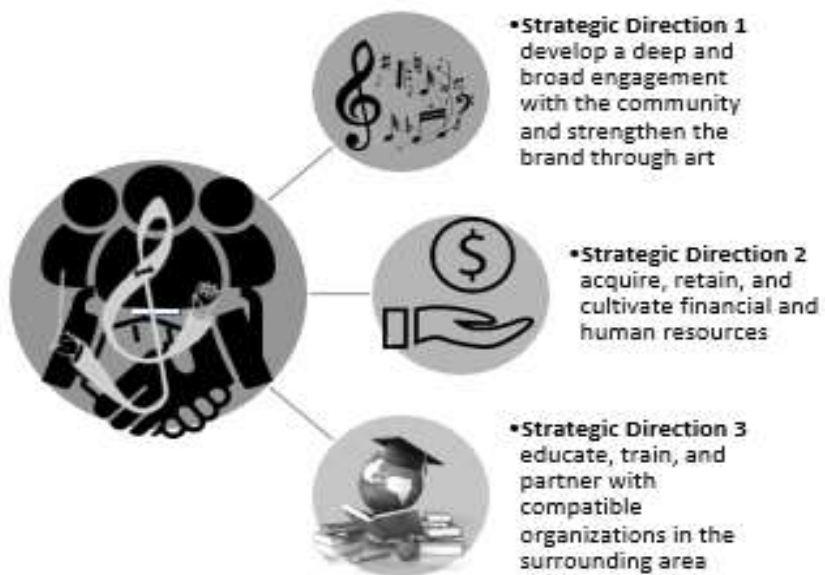 •Strategic Direction 1
develop a deep and
broad engagement
with the community
and strengthen the
brand through art
$
•Strategic Direction 2
acquire, retain, and
cultivate financial and
human resources
•Strategic Direction 3
educate, train, and
partner with
compatible
organizations in the
surrounding area